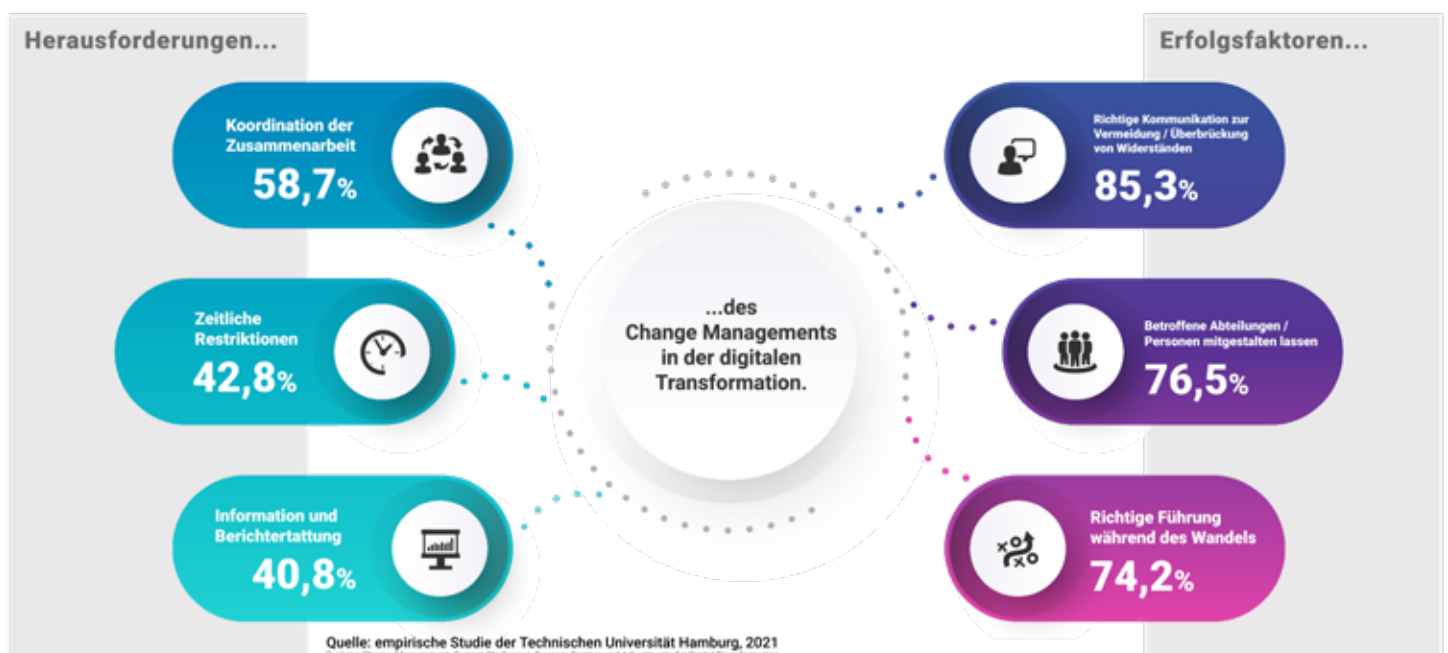 Herausforderungen...
Koordination der
Zusammenarbeit
58,7%
Zeitliche
Restriktionen
42,8%
Information und
Berichtertattung
40,8%
...des
Change Managements
in der digitalen
Transformation.
Erfolgsfaktoren...
Richtige Kommunikation zur
Vermeidung / Überbrückung
von Widerständen
85,3%
Betroffene Abteilungen /
Personen mitgestalten lassen
76,5%
Richtige Führung
während des Wandels
74,2%
Quelle: empirische Studie der Technischen Universität Hamburg, 2021